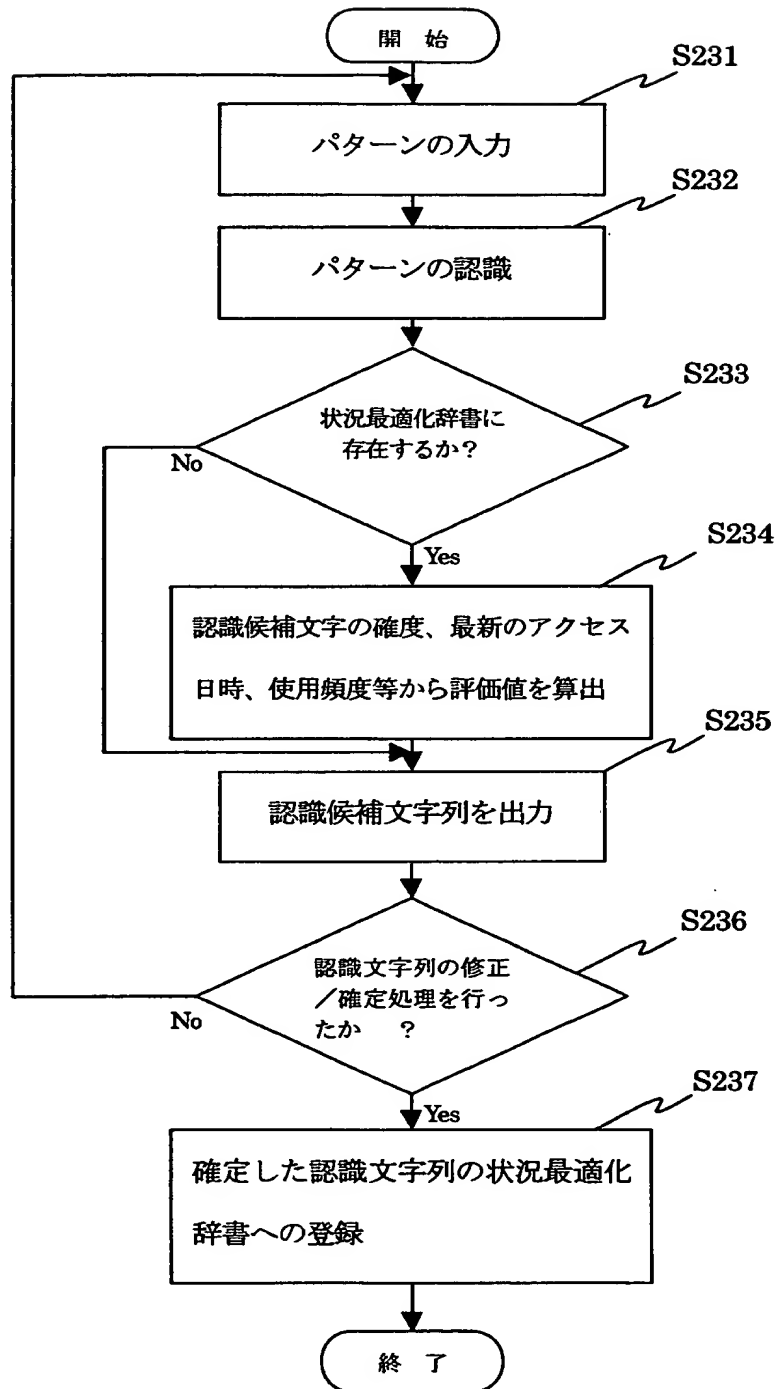 開 始
S231
パターンの入力
S232
パターンの認識
S233
状況最適化辞書に
存在するか？
No
Yes
S234
認識候補文字の確度、最新のアクセス
日時、使用頻度等から評価値を算出
S235
認識候補文字列を出力
S236
認識文字列の修正
／確定処理を行っ
たか　？
No
Yes
S237
確定した認識文字列の状況最適化
辞書への登録
終 了